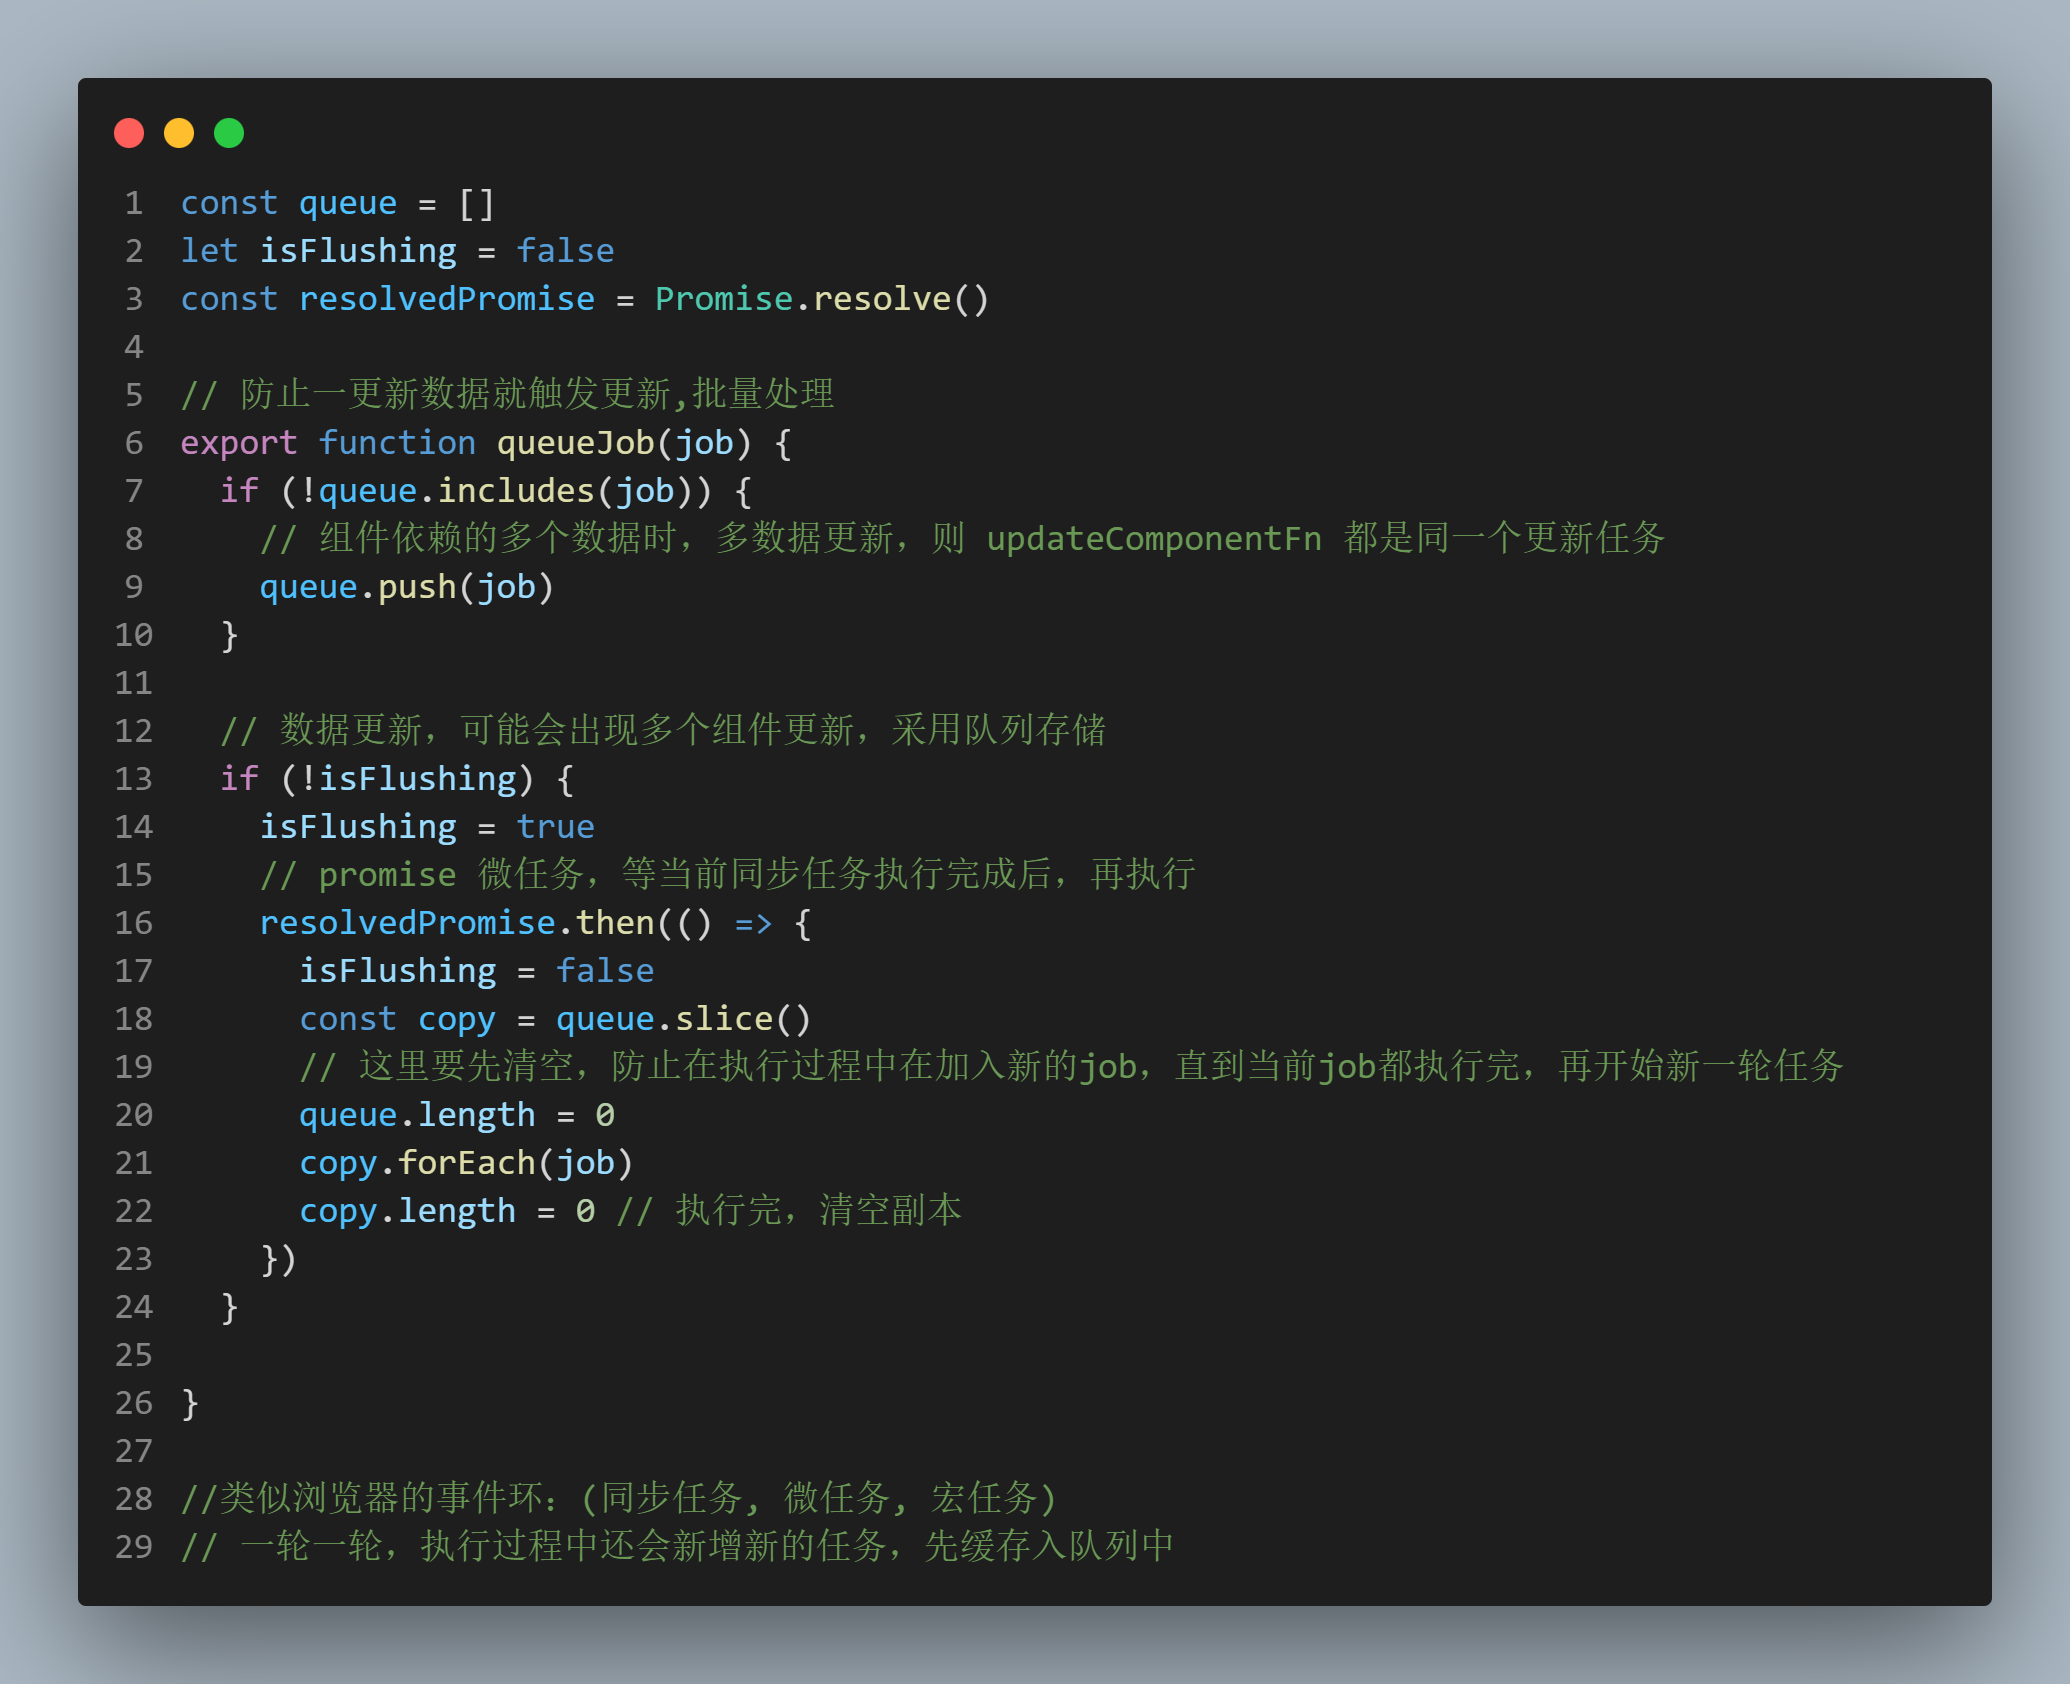 1 const queue = []
2 let isFlushing = false
3 const resolvedPromise = Promise.resolve()
4
5 // 防止一更新数据就触发更新,批量处理
6 export function queueJob(job) {
7   if (!queue.includes(job)) {
8     // 组件依赖的多个数据时，多数据更新，则 updateComponentFn 都是同一个更新任务
9     queue.push(job)
10   }
11
12   // 数据更新，可能会出现多个组件更新，采用队列存储
13   if (!isFlushing) {
14     isFlushing = true
15     // promise 微任务，等当前同步任务执行完成后，再执行
16     resolvedPromise.then(() => {
17       isFlushing = false
18       const copy = queue.slice()
19       // 这里要先清空，防止在执行过程中在加入新的job，直到当前job都执行完，再开始新一轮任务
20       queue.length = 0
21       copy.forEach(job)
22       copy.length = 0 // 执行完，清空副本
23     })
24   }
25
26 }
27
28 //类似浏览器的事件环：(同步任务, 微任务, 宏任务)
29 // 一轮一轮，执行过程中还会新增新的任务，先缓存入队列中